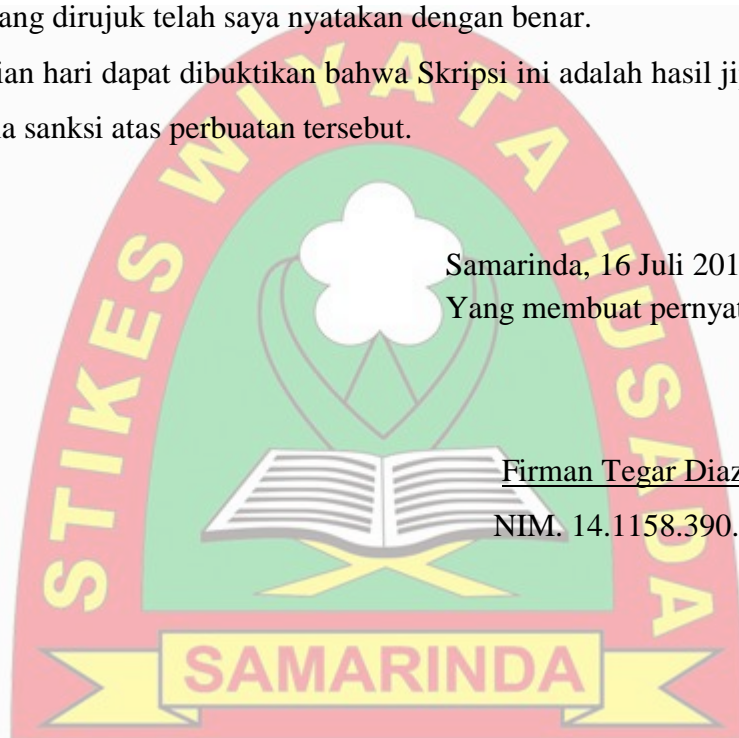 ang dirujuk telah saya nyatakan dengan benar.
ian hari dapat dibuktikan bahwa Skripsi ini adalah hasil ji
a sanksi atas perbuatan tersebut.
Samarinda, 16 Juli 201
Yang membuat pernyat
Firman Tegar Diaz
NIM. 14.1158.390.
STIKES WIYATA HUSADA
SAMARINDA